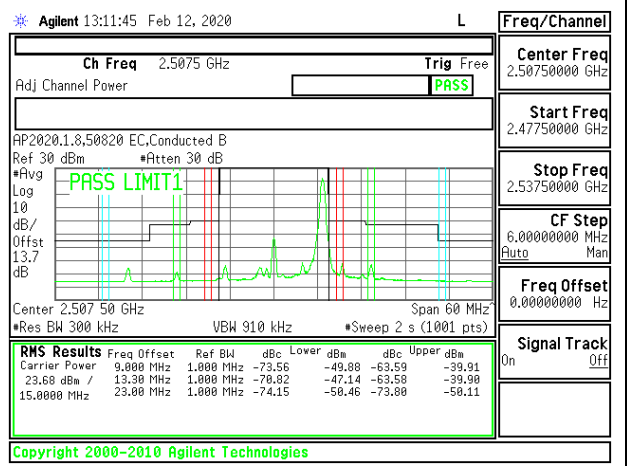 Agilent 13:11:45 Feb 12, 2020 L Freq/Channel
Ch Freq 2.5075 GHz Trig Free
Adj Channel Power PASS
Center Freq
2.50750000 GHz
Start Freq
2.47750000 GHz
AP2020.1.8,50820 EC,Conducted B
Ref 30 dBm #Atten 30 dB
#Avg
Log
10
dB/
Offst
13.7
dB
PASS LIMIT1
Stop Freq
2.53750000 GHz
CF Step
6.00000000 MHz
Auto Man
Freq Offset
0.00000000 Hz
Center 2.507 50 GHz Span 60 MHz^
#Res BW 300 kHz VBW 910 kHz #Sweep 2 s (1001 pts)
Signal Track
On Off
RMS Results Freq Offset Ref BW dBc Lower dBm dBc Upper dBm
Carrier Power 9.000 MHz 1.000 MHz -73.56 -49.88 -63.59 -39.91
23.68 dBm / 13.30 MHz 1.000 MHz -70.82 -47.14 -63.58 -39.90
15.0000 MHz 23.00 MHz 1.000 MHz -74.15 -50.46 -73.80 -50.11
Copyright 2000-2010 Agilent Technologies